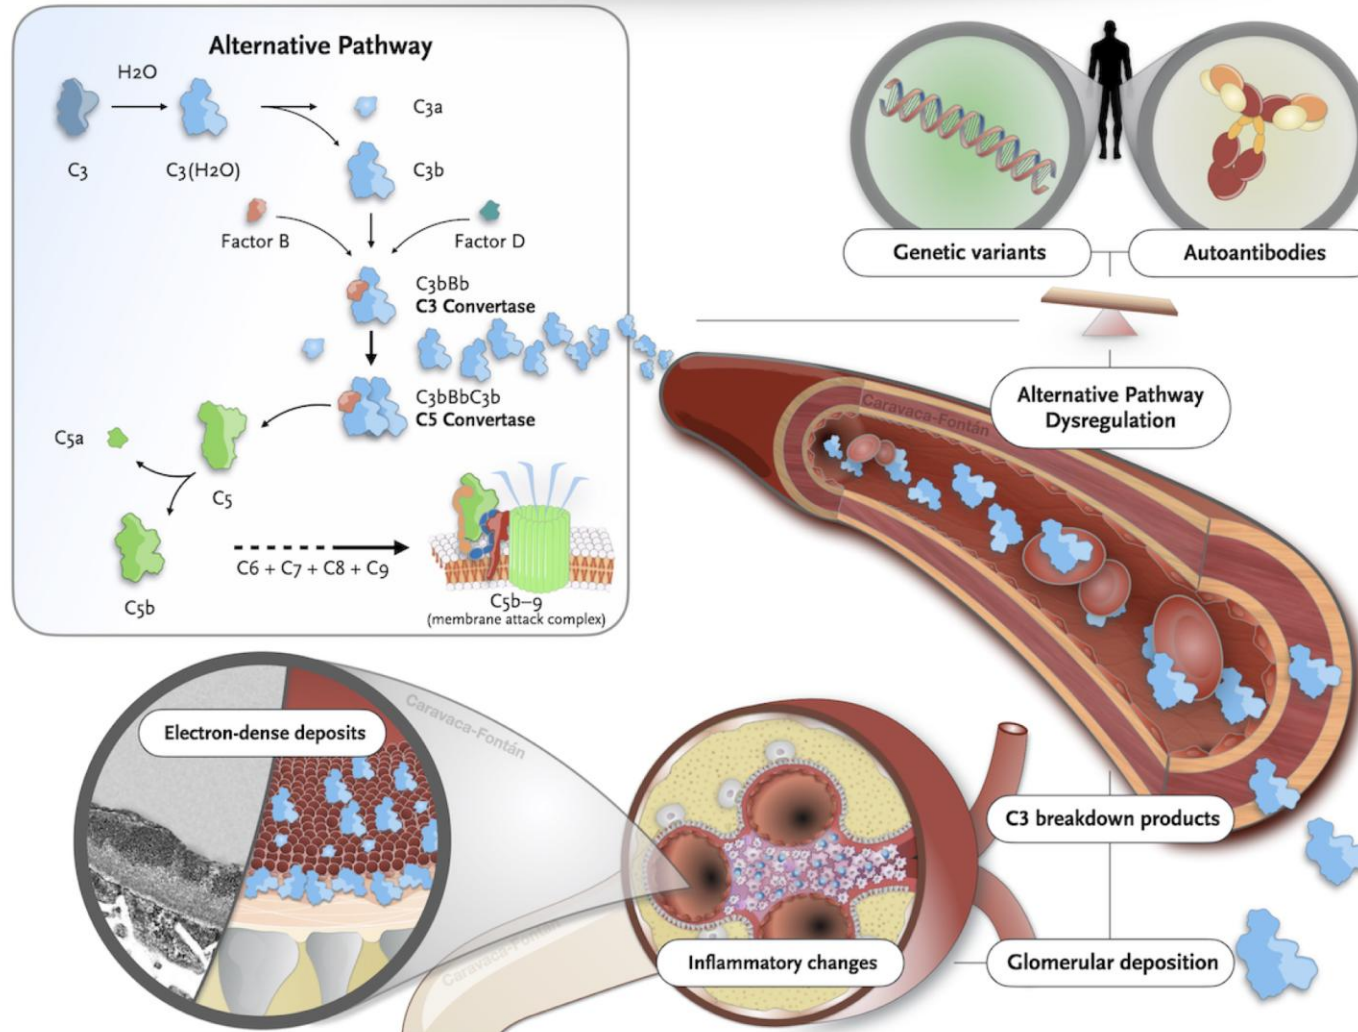 Alternative Pathway
H2O
C3
C3(H2O)
C3a
C3b
Factor B
Factor D
C3bBb
C3 Convertase
C3bBbC3b
C5 Convertase
C5a
C5
C5b
C6 + C7 + C8 + C9
C5b–9
(membrane attack complex)
Genetic variants
Autoantibodies
Alternative Pathway
Dysregulation
Caravaca-Fontán
C3 breakdown products
Glomerular deposition
Inflammatory changes
Electron-dense deposits
Caravaca-Fontán
Caravaca-Fontán